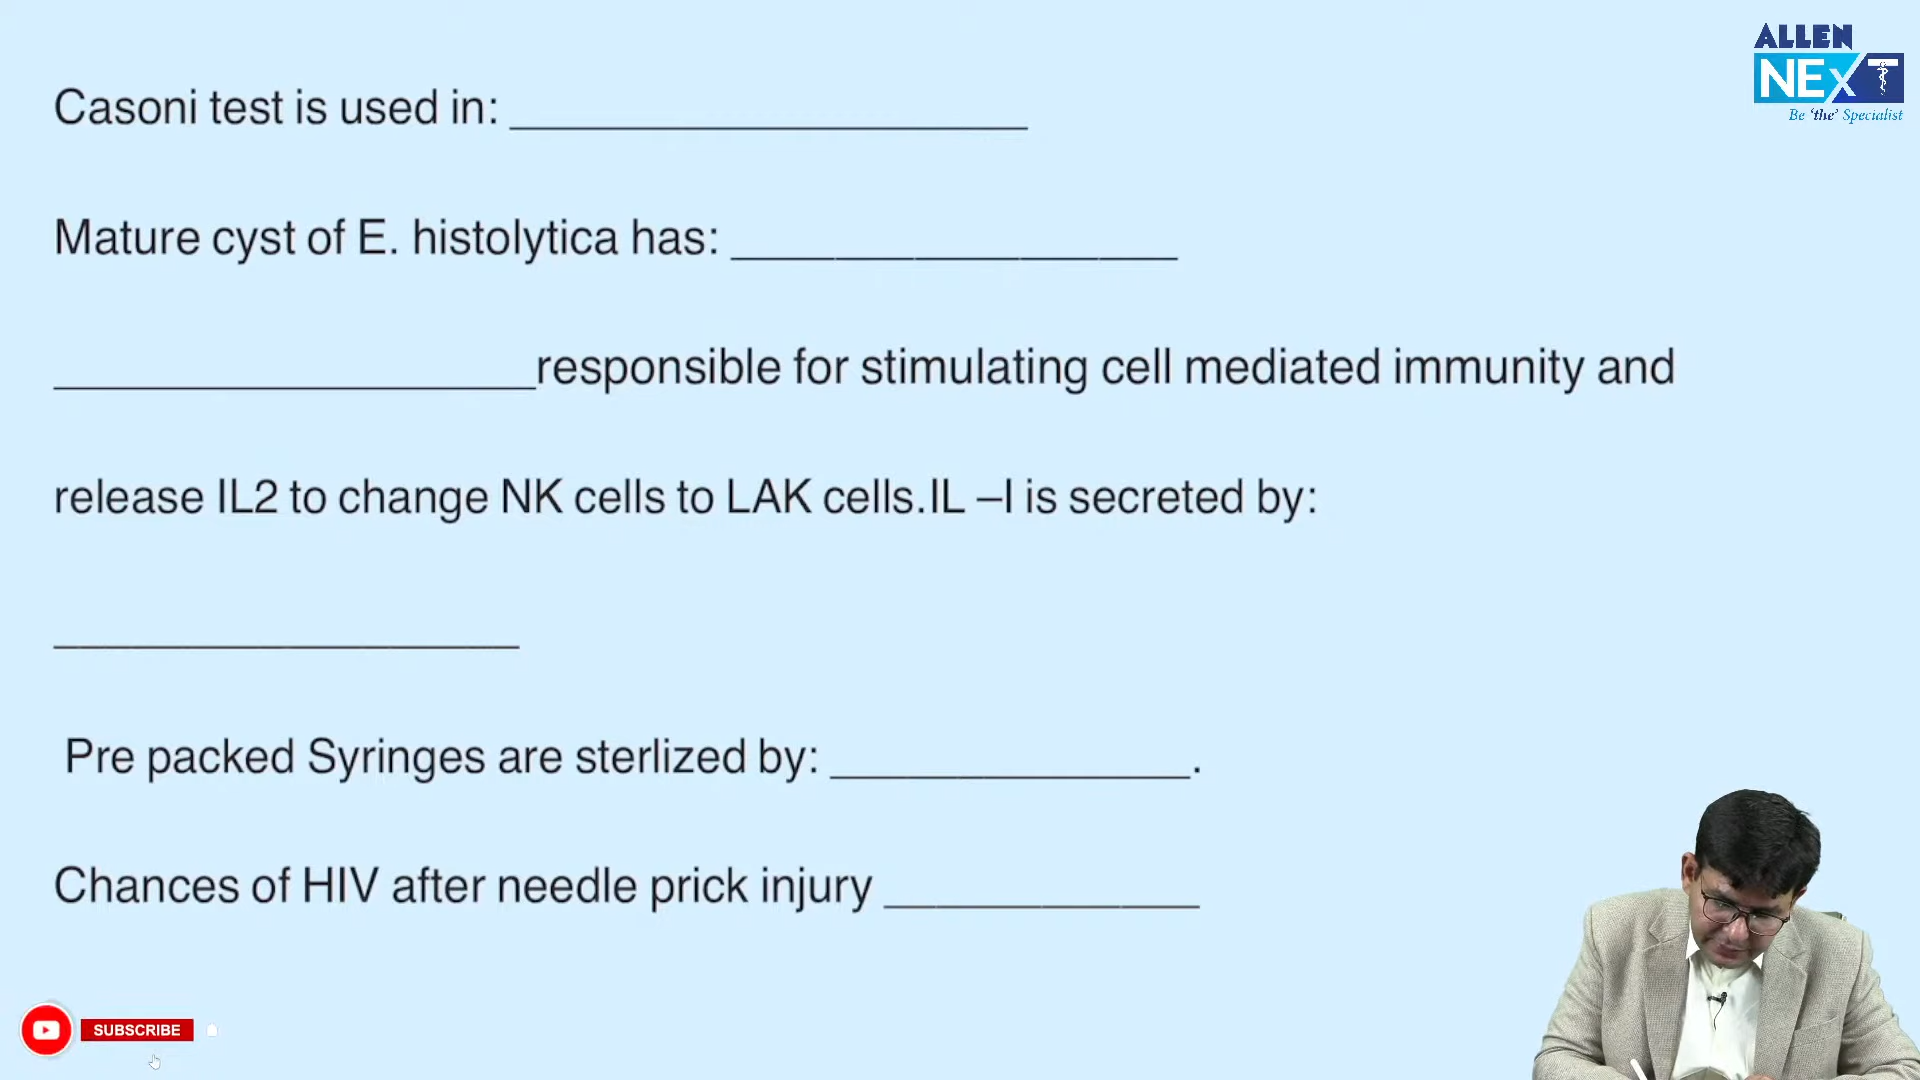 ALLEN
NEXT
Be 'the' Specialist
Casoni test is used in: ____________________
Mature cyst of E. histolytica has: _________________
__________________responsible for stimulating cell mediated immunity and
release IL2 to change NK cells to LAK cells.IL –I is secreted by:
__________________
Pre packed Syringes are sterlized by: ______________.
Chances of HIV after needle prick injury ____________
SUBSCRIBE